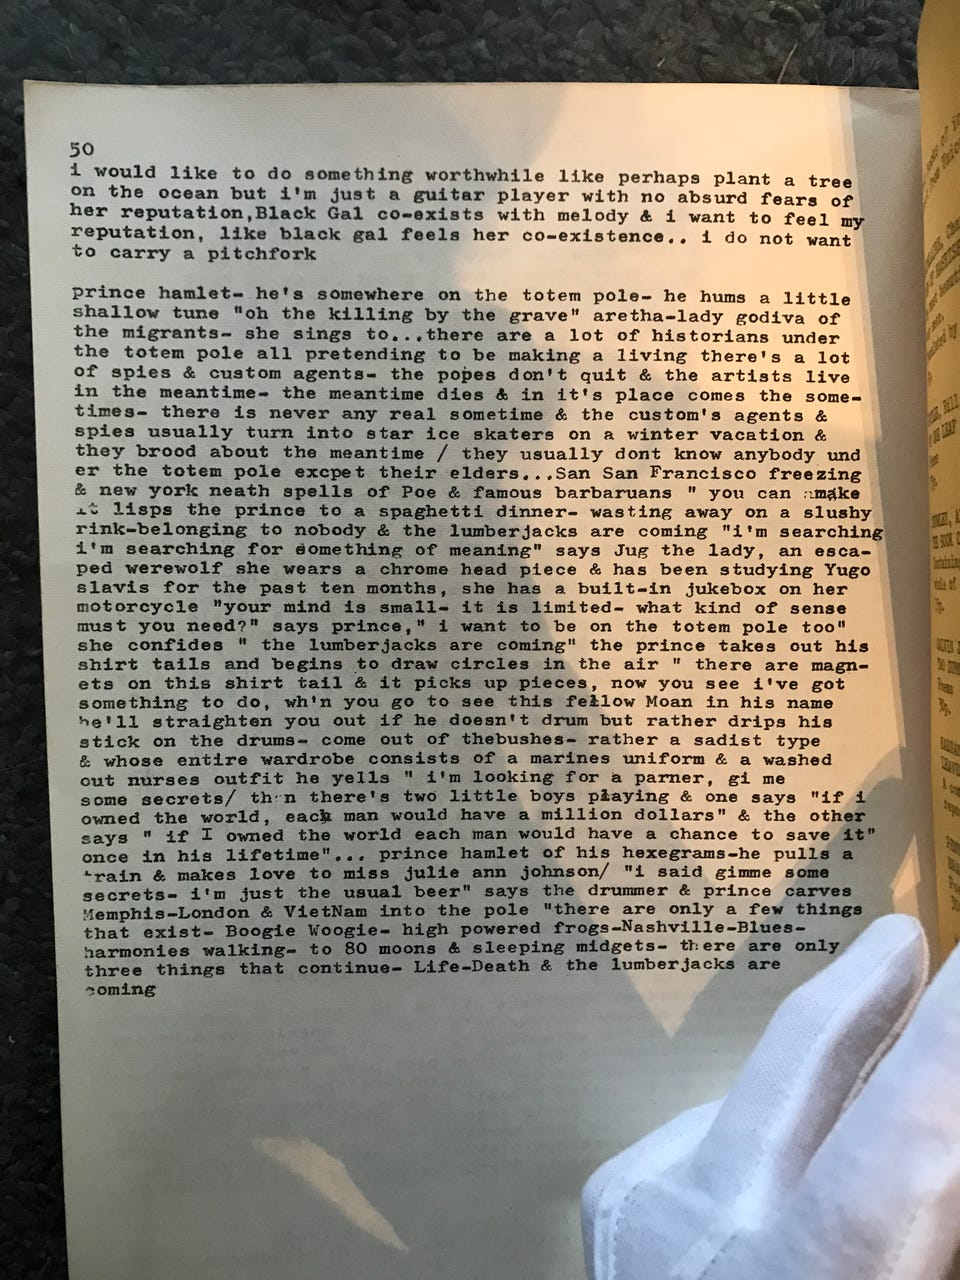 50
i would like to do something worthwhile like perhaps plant a tree
on the ocean but i'm just a guitar player with no absurd fears of
her reputation,Black Gal co-exists with melody & i want to feel my
reputation, like black gal feels her co-existence.. i do not want
to carry a pitchfork
prince hamlet- he's somewhere on the totem pole- he hums a little
shallow tune "oh the killing by the grave" aretha-lady godiva of
the migrants- she sings to...there are a lot of historians under
the totem pole all pretending to be making a living there's a lot
of spies & custom agents- the popes don't quit & the artists live
in the meantime- the meantime dies & in it's place comes the some-
times- there is never any real sometime & the custom's agents &
spies usually turn into star ice skaters on a winter vacation &
they brood about the meantime / they usually dont know anybody und
er the totem pole excpet their elders...San San Francisco freezing
& new york neath spells of Poe & famous barbaruans " you can make
it lisps the prince to a spaghetti dinner- wasting away on a slushy
rink-belonging to nobody & the lumberjacks are coming "i'm searching
i'm searching for something of meaning" says Jug the lady, an esca-
ped werewolf she wears a chrome head piece & has been studying Yugo
slavis for the past ten months, she has a built-in jukebox on her
motorcycle "your mind is small- it is limited- what kind of sense
must you need?" says prince," i want to be on the totem pole too"
she confides " the lumberjacks are coming" the prince takes out his
shirt tails and begins to draw circles in the air " there are magn-
ets on this shirt tail & it picks up pieces, now you see i've got
something to do, wh'n you go to see this fellow Moan in his name
he'll straighten you out if he doesn't drum but rather drips his
stick on the drums- come out of thebushes- rather a sadist type
& whose entire wardrobe consists of a marines uniform & a washed
out nurses outfit he yells " i'm looking for a parner, gi me
some secrets/ then there's two little boys playing & one says "if i
owned the world, each man would have a million dollars" & the other
says " if I owned the world each man would have a chance to save it"
once in his lifetime"... prince hamlet of his hexegrams-he pulls a
train & makes love to miss julie ann johnson/ "i said gimme some
secrets- i'm just the usual beer" says the drummer & prince carves
Memphis-London & VietNam into the pole "there are only a few things
that exist- Boogie Woogie- high powered frogs-Nashville-Blues-
harmonies walking- to 80 moons & sleeping midgets- there are only
three things that continue- Life-Death & the lumberjacks are
coming